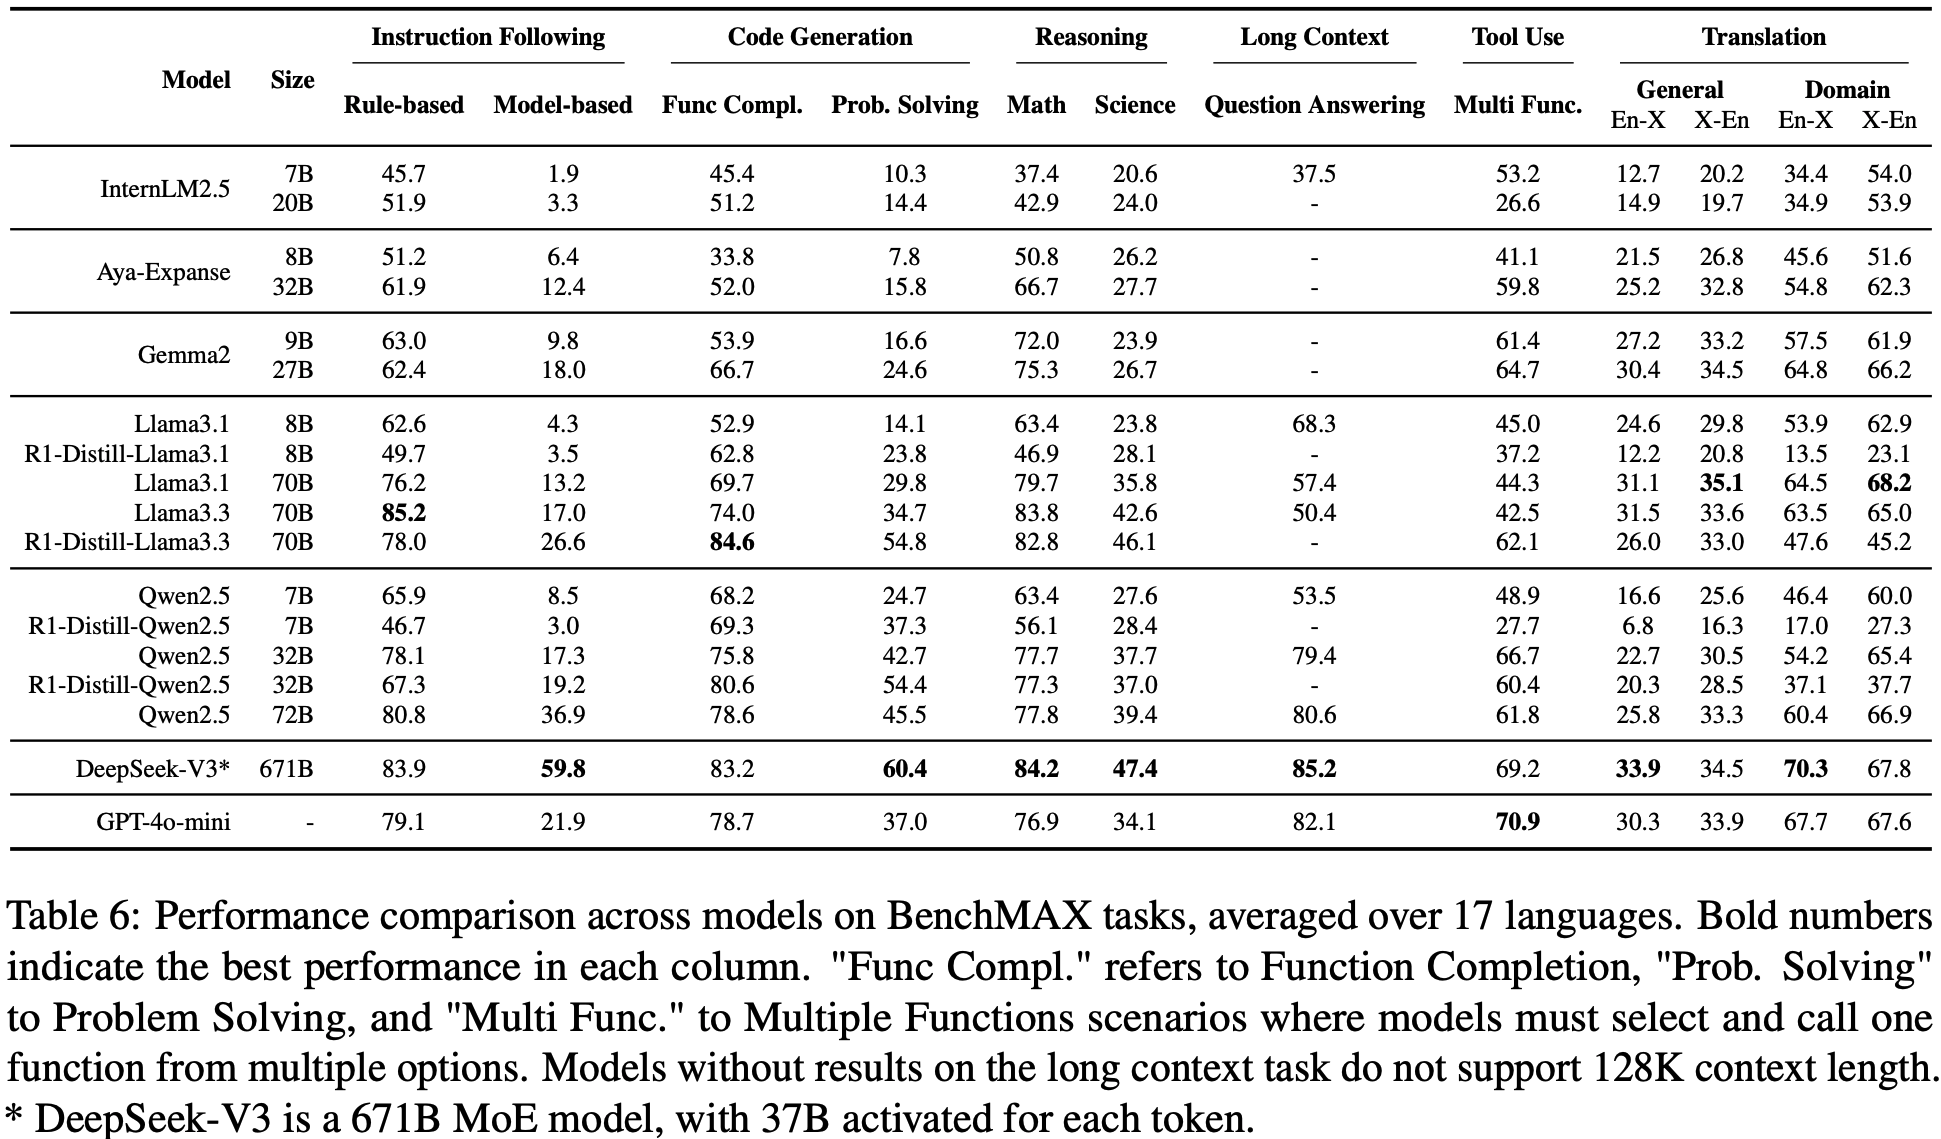 Instruction Following Code Generation Reasoning Long Context Tool Use Translation
Model Size
Rule-based Model-based Func Compl. Prob. Solving Math Science Question Answering Multi Func. General Domain
En-X X-En En-X X-En
InternLM2.5 7B 45.7 1.9 45.4 10.3 37.4 20.6 37.5 53.2 12.7 20.2 34.4 54.0
20B 51.9 3.3 51.2 14.4 42.9 24.0 - 26.6 14.9 19.7 34.9 53.9
Aya-Expanse 8B 51.2 6.4 33.8 7.8 50.8 26.2 - 41.1 21.5 26.8 45.6 51.6
32B 61.9 12.4 52.0 15.8 66.7 27.7 - 59.8 25.2 32.8 54.8 62.3
Gemma2 9B 63.0 9.8 53.9 16.6 72.0 23.9 - 61.4 27.2 33.2 57.5 61.9
27B 62.4 18.0 66.7 24.6 75.3 26.7 - 64.7 30.4 34.5 64.8 66.2
Llama3.1 8B 62.6 4.3 52.9 14.1 63.4 23.8 68.3 45.0 24.6 29.8 53.9 62.9
R1-Distill-Llama3.1 8B 49.7 3.5 62.8 23.8 46.9 28.1 - 37.2 12.2 20.8 13.5 23.1
Llama3.1 70B 76.2 13.2 69.7 29.8 79.7 35.8 57.4 44.3 31.1 35.1 64.5 68.2
Llama3.3 70B 85.2 17.0 74.0 34.7 83.8 42.6 50.4 42.5 31.5 33.6 63.5 65.0
R1-Distill-Llama3.3 70B 78.0 26.6 84.6 54.8 82.8 46.1 - 62.1 26.0 33.0 47.6 45.2
Qwen2.5 7B 65.9 8.5 68.2 24.7 63.4 27.6 53.5 48.9 16.6 25.6 46.4 60.0
R1-Distill-Qwen2.5 7B 46.7 3.0 69.3 37.3 56.1 28.4 - 27.7 6.8 16.3 17.0 27.3
Qwen2.5 32B 78.1 17.3 75.8 42.7 77.7 37.7 79.4 66.7 22.7 30.5 54.2 65.4
R1-Distill-Qwen2.5 32B 67.3 19.2 80.6 54.4 77.3 37.0 - 60.4 20.3 28.5 37.1 37.7
Qwen2.5 72B 80.8 36.9 78.6 45.5 77.8 39.4 80.6 61.8 25.8 33.3 60.4 66.9
DeepSeek-V3* 671B 83.9 59.8 83.2 60.4 84.2 47.4 85.2 69.2 33.9 34.5 70.3 67.8
GPT-4o-mini - 79.1 21.9 78.7 37.0 76.9 34.1 82.1 70.9 30.3 33.9 67.7 67.6
Table 6: Performance comparison across models on BenchMAX tasks, averaged over 17 languages. Bold numbers
indicate the best performance in each column. "Func Compl." refers to Function Completion, "Prob. Solving"
to Problem Solving, and "Multi Func." to Multiple Functions scenarios where models must select and call one
function from multiple options. Models without results on the long context task do not support 128K context length.
* DeepSeek-V3 is a 671B MoE model, with 37B activated for each token.